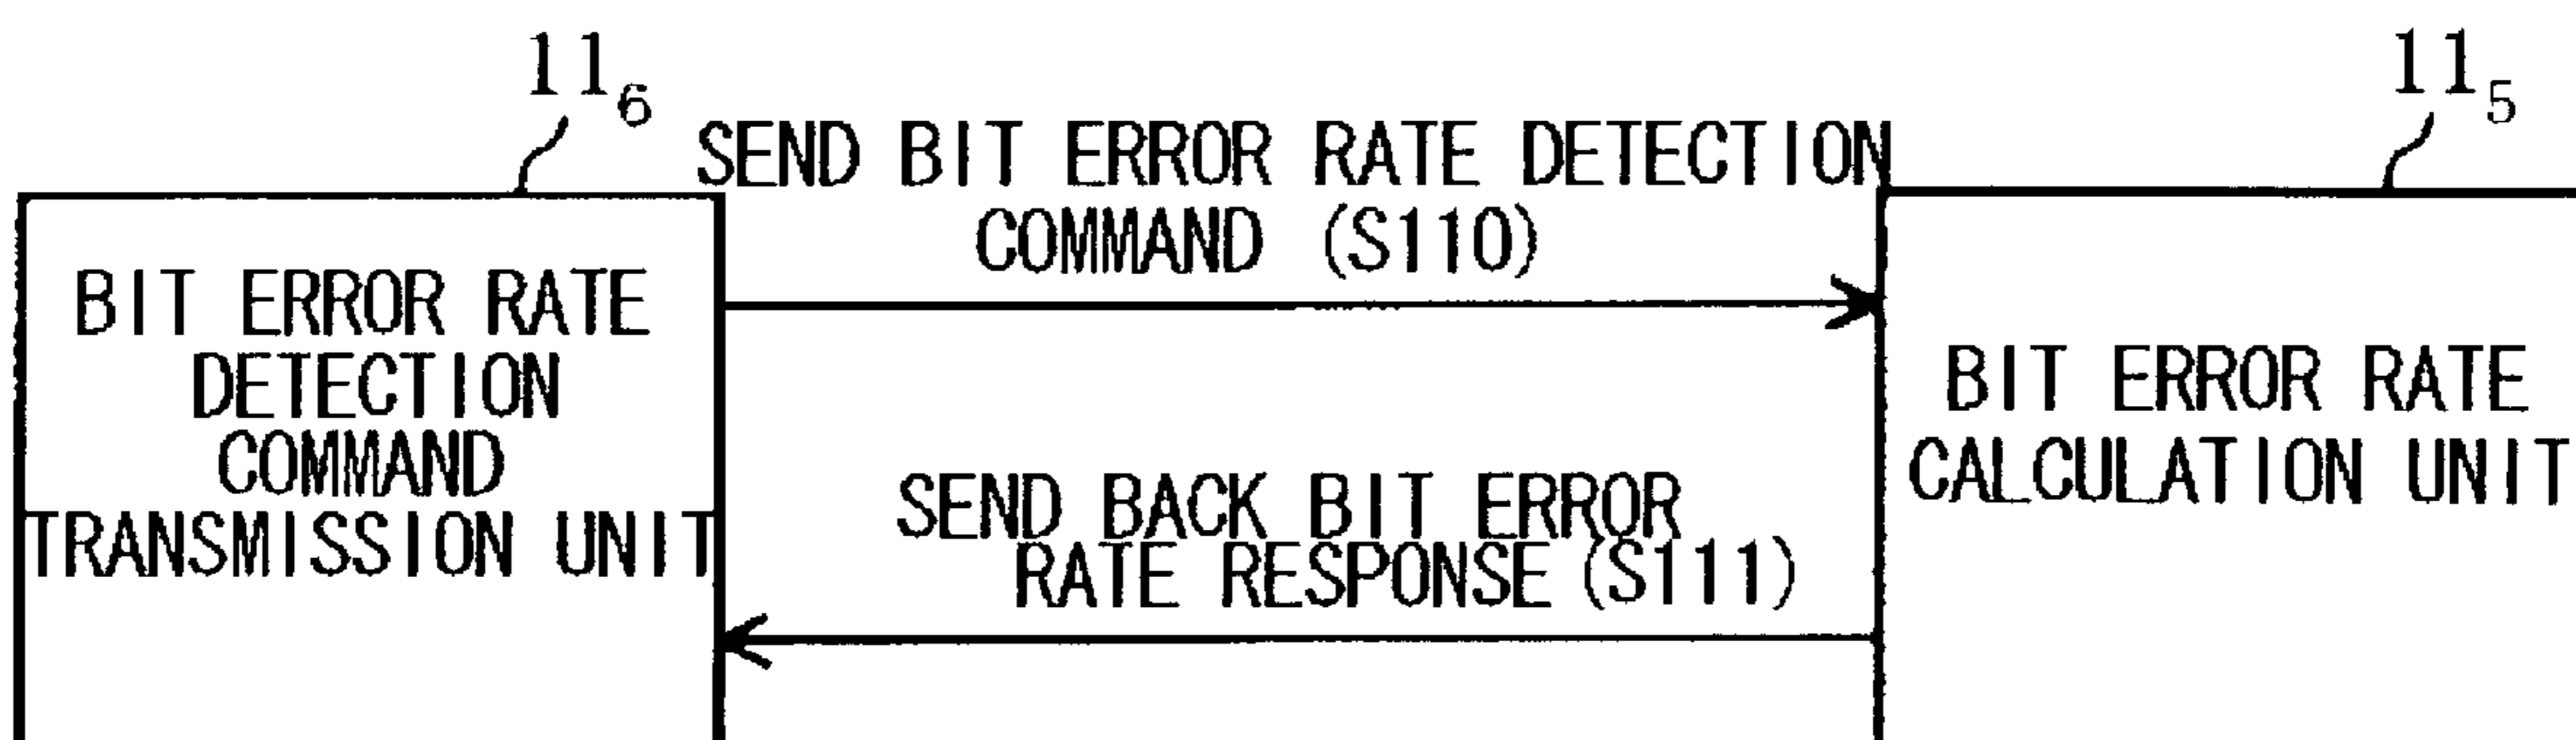 11₆
11₅
SEND BIT ERROR RATE DETECTION
COMMAND (S110)
BIT ERROR RATE
DETECTION
COMMAND
TRANSMISSION UNIT
BIT ERROR RATE
CALCULATION UNIT
SEND BACK BIT ERROR
RATE RESPONSE (S111)